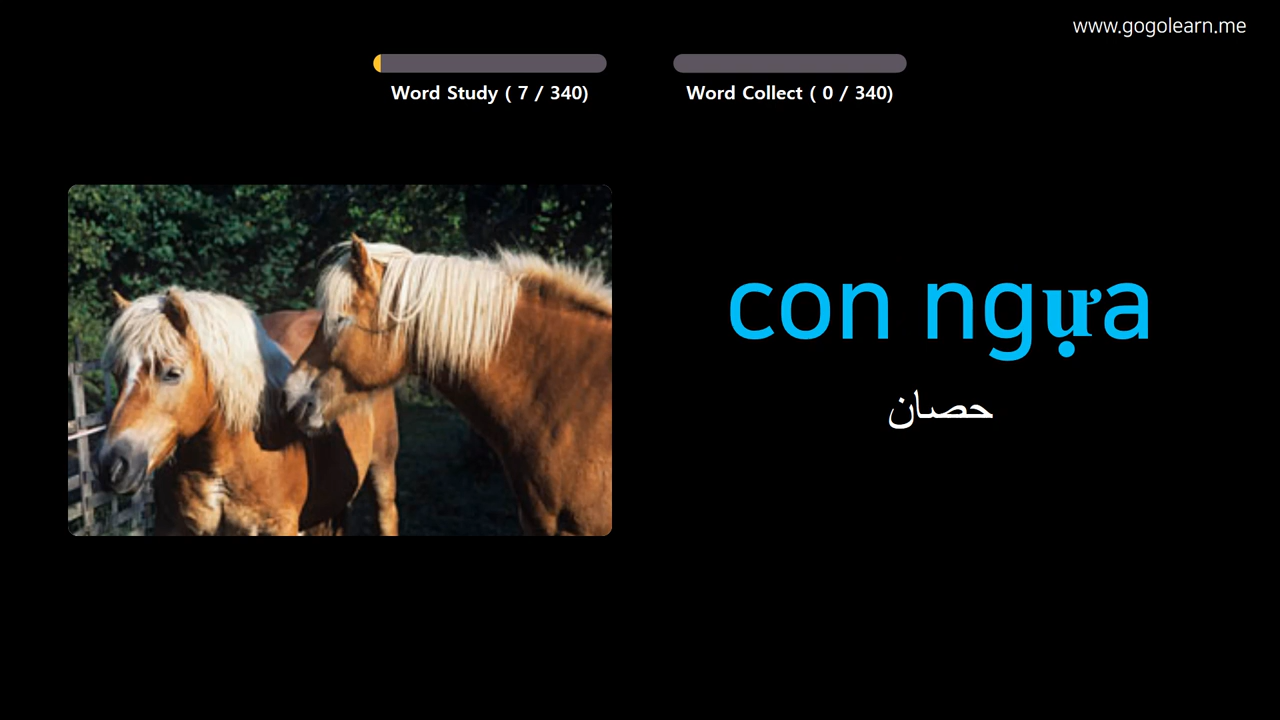 www.gogolearn.me
Word Study ( 7 / 340)
Word Collect ( 0 / 340)
con ngựa
حصان